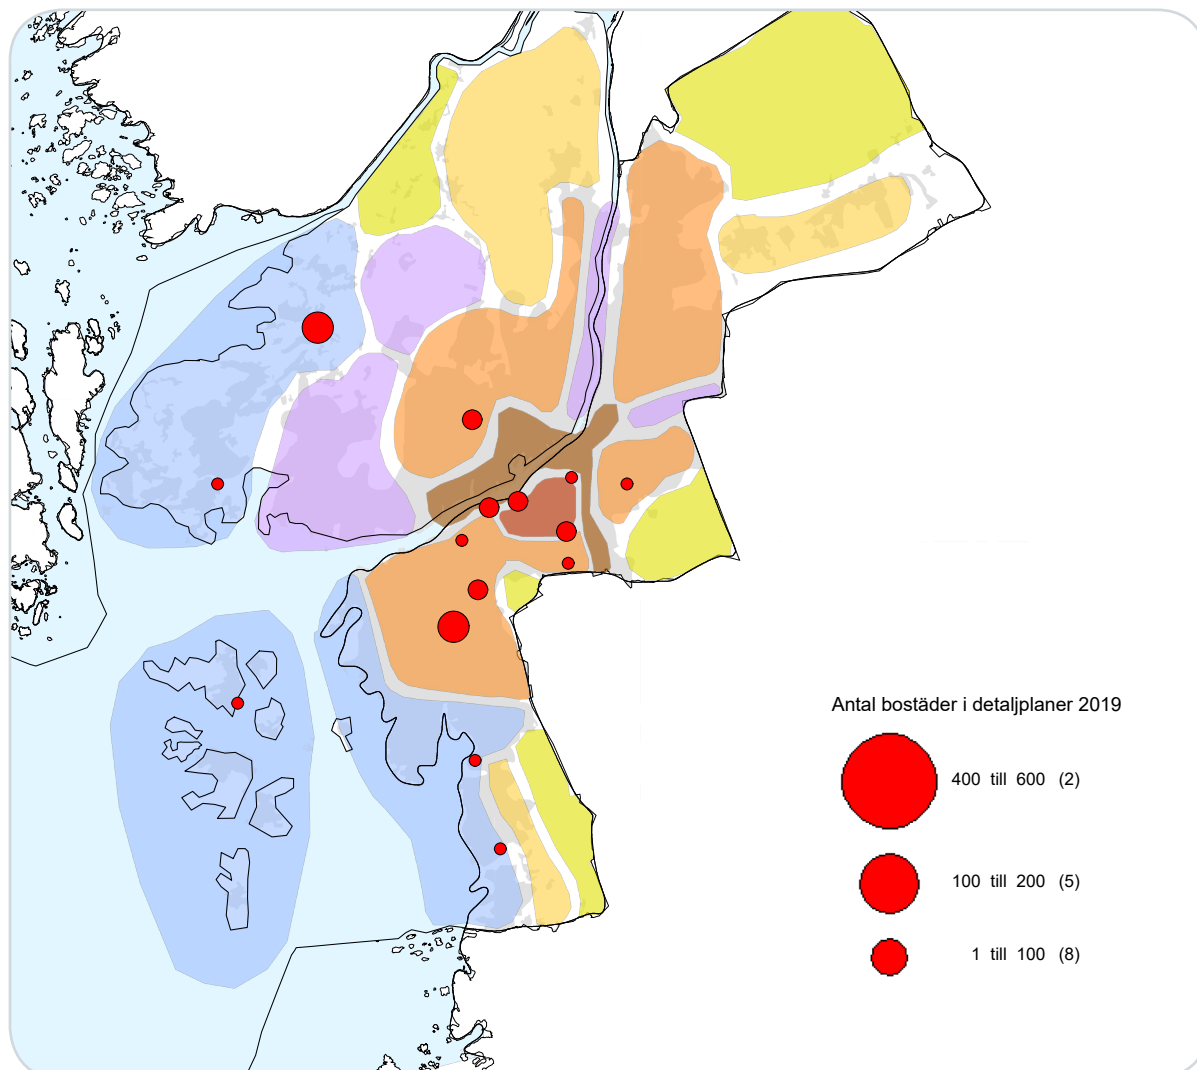 Antal bostäder i detaljplaner 2019
400 till 600 (2)
100 till 200 (5)
1 till 100 (8)